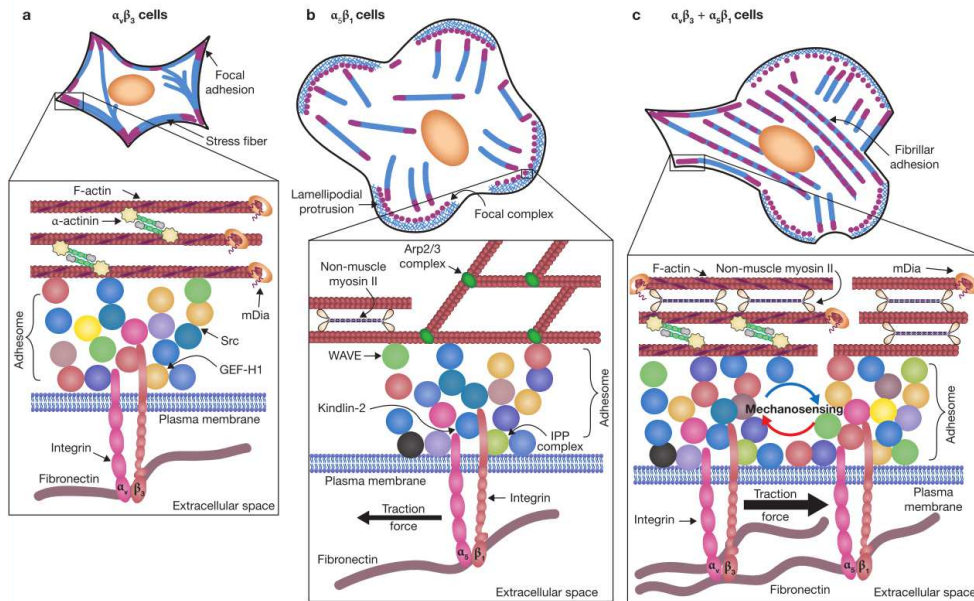 a
αvβ3 cells
Focal
adhesion
Stress fiber
F-actin
α-actinin
mDia
Adhesome
Src
GEF-H1
Plasma membrane
Integrin
Fibronectin
αv β3
Extracellular space
b
α5β1 cells
Lamellipodial
protrusion
Focal complex
Arp2/3
complex
Non-muscle
myosin II
WAVE
Adhesome
Kindlin-2
IPP
complex
Plasma membrane
Integrin
Traction
force
Fibronectin
α5 β1
Extracellular space
c
αvβ3 + α5β1 cells
Fibrillar
adhesion
F-actin
Non-muscle myosin II
mDia
Mechanosensing
Adhesome
Plasma
membrane
Traction
force
Integrin
αv β3
α5 β1
Fibronectin
Extracellular space